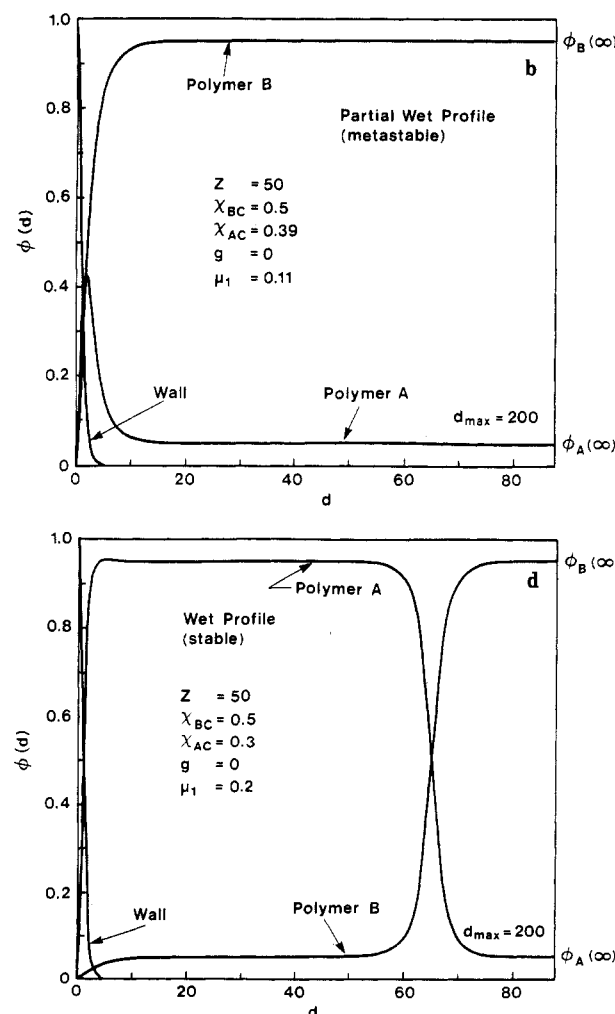 1.0
ϕB(∞)
b
Polymer B
0.8
Partial Wet Profile
(metastable)
Z = 50
χBC = 0.5
0.6
χAC = 0.39
g = 0
ϕ(d)
μ1 = 0.11
0.4
0.2
Wall
Polymer A
dmax = 200
ϕA(∞)
0
0 20 40 60 80
d
1.0
ϕB(∞
d
Polymer A
0.8
Wet Profile
(stable)
Z = 50
0.6
χBC = 0.5
χAC = 0.3
ϕ(d)
g = 0
μ1 = 0.2
0.4
0.2
Wall
Polymer B
dmax = 200
ϕA(∞)
0
0 20 40 60 80
d